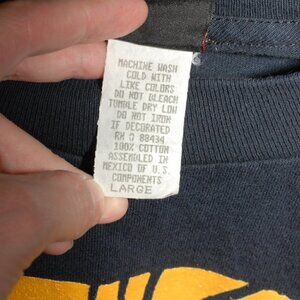 MACHINE WASH
COLD WITH
LIKE COLORS
DO NOT BLEACH
TUMBLE DRY LOW
DO NOT IRON
IF DECORATED
RN 88434
100% COTTON
ASSEMBLED IN
MEXICO OF U.S.
COMPONENTS
LARGE